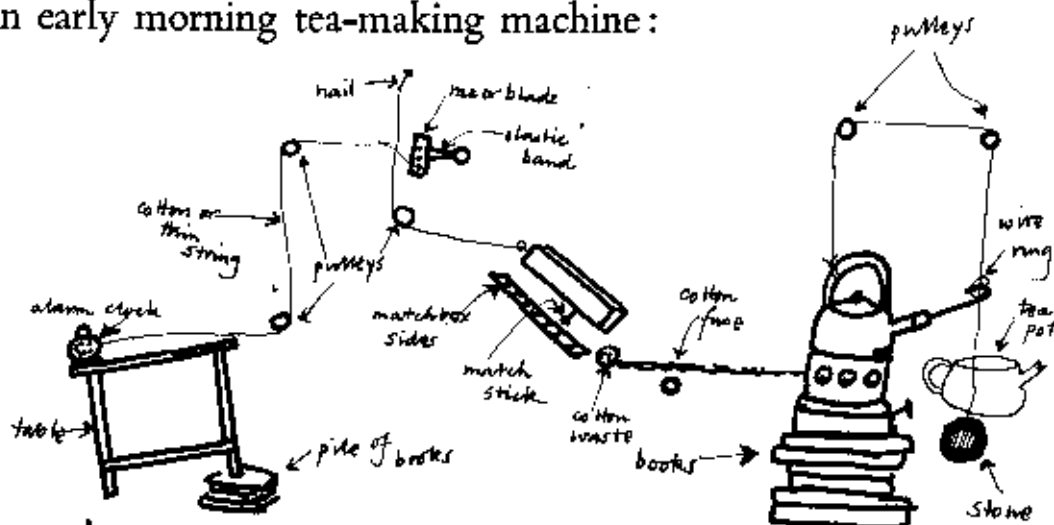 n early morning tea-making machine:
pulleys
nail
razor blade
elastic
band
cotton or
thin
string
pulleys
wire
ring
alarm clock
matchbox
sides
cotton
fuse
tea
pot
match
stick
cotton
waste
table
pile of books
books
stone